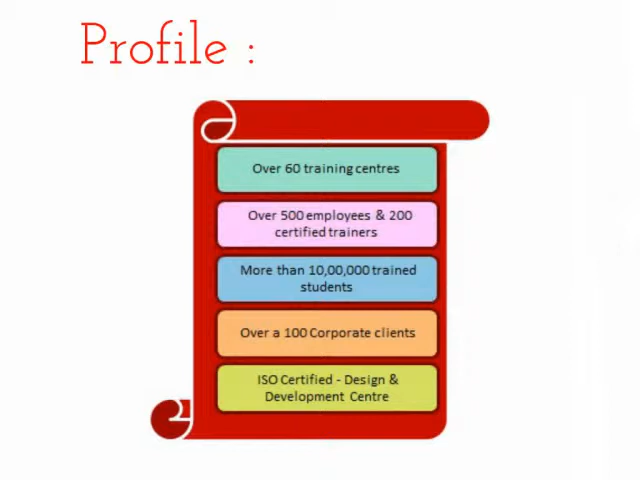 Profile :
Over 60 training centres
Over 500 employees & 200
certified trainers
More than 10,00,000 trained
students
Over a 100 Corporate clients
ISO Certified - Design &
Development Centre